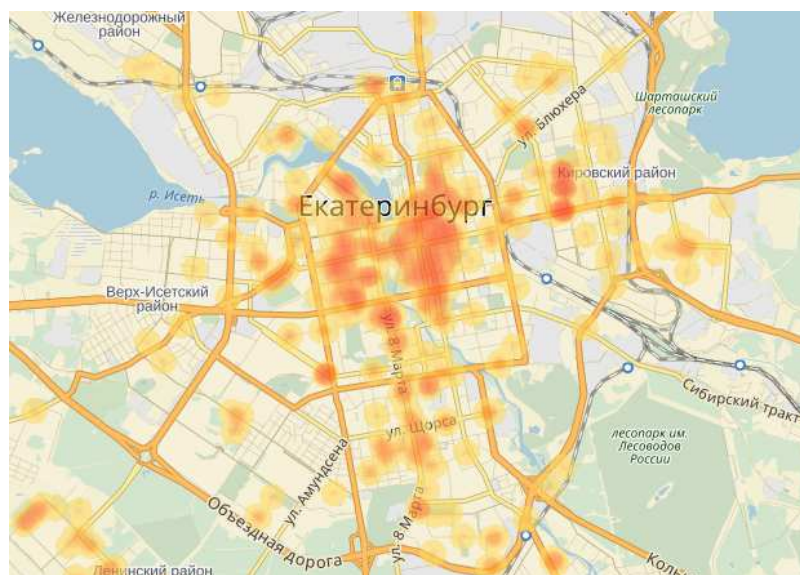 Железнодорожный
район
Шарташский
лесопарк
ул. Блюхера
Кировский район
р. Исеть
Екатеринбург
Верх-Исетский
район
ул. 8 Марта
Сибирский тракт
ул. Щорса
лесопарк им.
Лесоводов
России
ул. Амундсена
Объездная дорога
ул. 8 Марта
Ленинский район